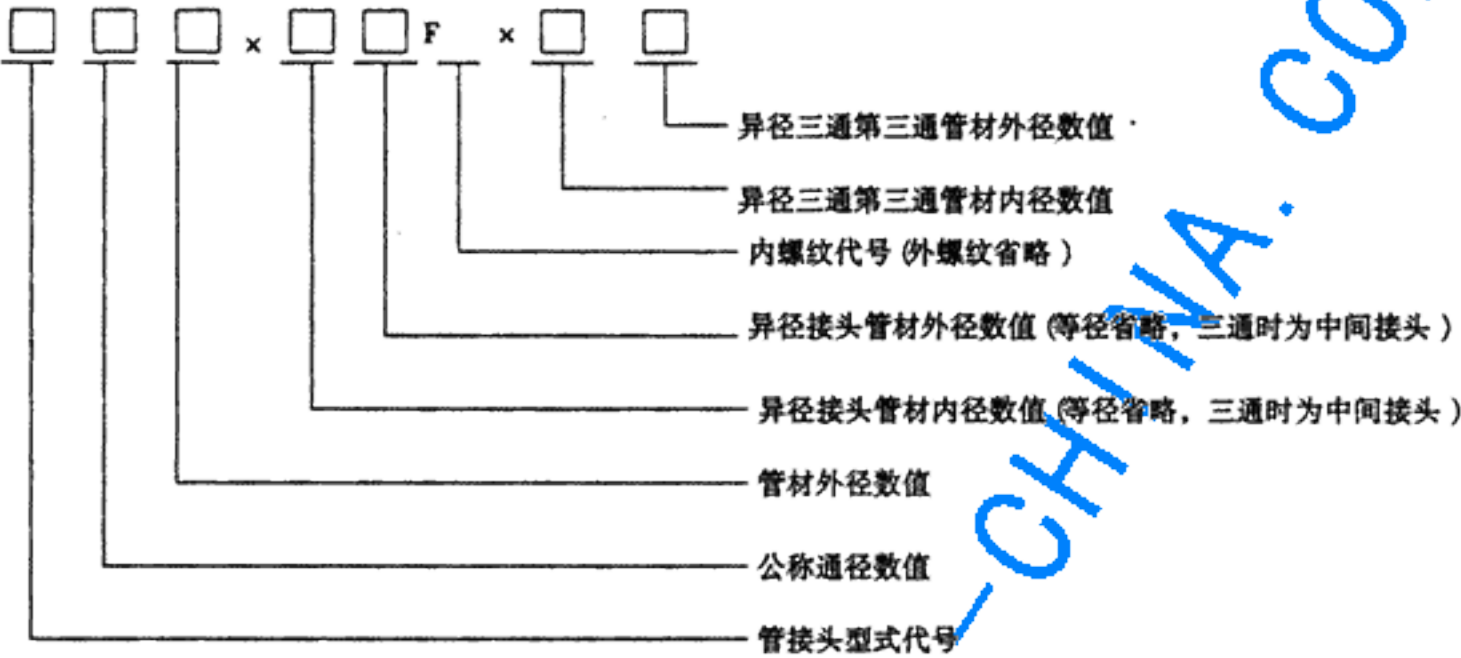 □ □ □ × □ □ F × □ □
异径三通第三通管材外径数值
异径三通第三通管材内径数值
内螺纹代号(外螺纹省略)
异径接头管材外径数值(等径省略，三通时为中间接头)
异径接头管材内径数值(等径省略，三通时为中间接头)
管材外径数值
公称通径数值
管接头型式代号
-CHINA.CO